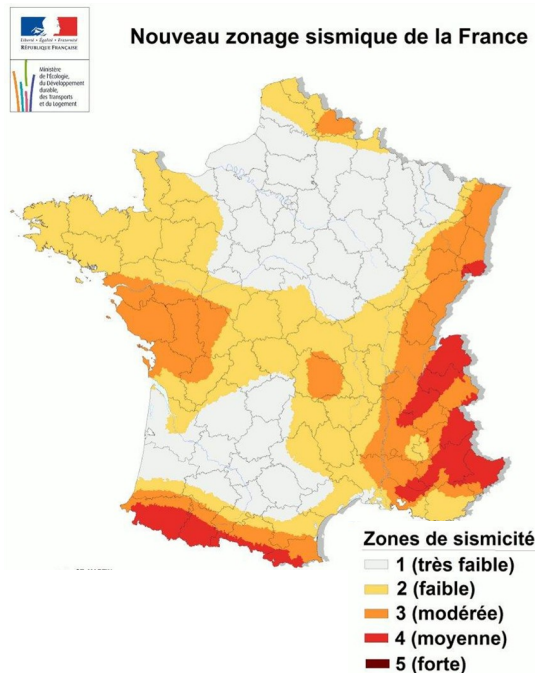 Nouveau zonage sismique de la France
Liberté • Égalité • Fraternité
RÉPUBLIQUE FRANÇAISE
Ministère
de l'Écologie,
du Développement
durable,
des Transports
et du Logement
Zones de sismicité
1 (très faible)
2 (faible)
3 (modérée)
4 (moyenne)
5 (forte)